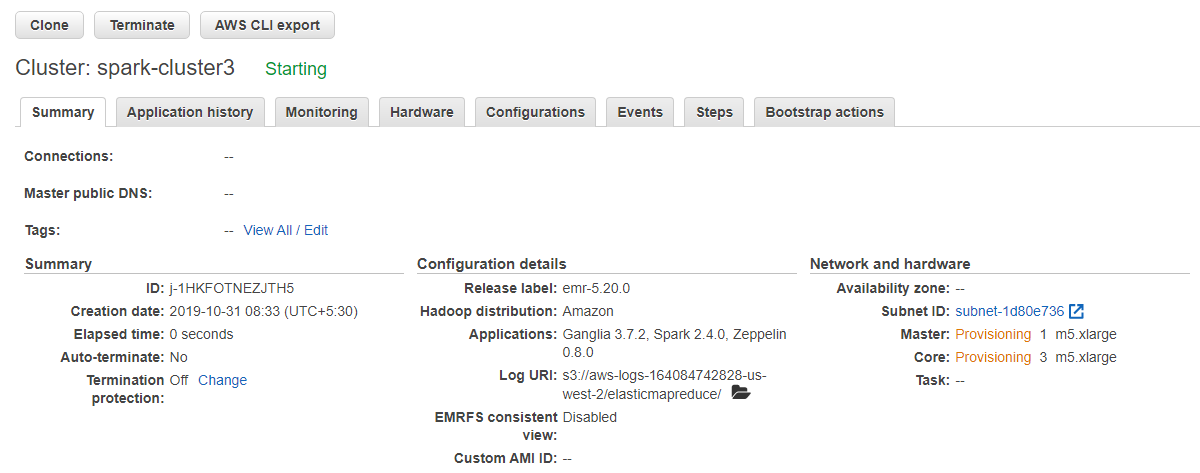 Clone Terminate AWS CLI export
Cluster: spark-cluster3 Starting
Summary Application history Monitoring Hardware Configurations Events Steps Bootstrap actions
Connections: --
Master public DNS: --
Tags: -- View All / Edit
Summary
ID: j-1HKFOTNEZJTH5
Creation date: 2019-10-31 08:33 (UTC+5:30)
Elapsed time: 0 seconds
Auto-terminate: No
Termination Off Change
protection:
Configuration details
Release label: emr-5.20.0
Hadoop distribution: Amazon
Applications: Ganglia 3.7.2, Spark 2.4.0, Zeppelin
0.8.0
Log URI: s3://aws-logs-164084742828-us-
west-2/elasticmapreduce/
EMRFS consistent Disabled
view:
Custom AMI ID: --
Network and hardware
Availability zone: --
Subnet ID: subnet-1d80e736
Master: Provisioning 1 m5.xlarge
Core: Provisioning 3 m5.xlarge
Task: --